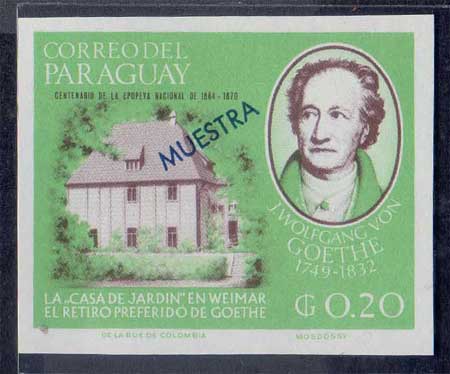 CORREO DEL
PARAGUAY
CENTENARIO DE LA EPOPEYA NACIONAL DE 1864 - 1870
MUESTRA
J. WOLFGANG VON
GOETHE
1749-1832
LA „CASA DE JARDIN" EN WEIMAR
EL RETIRO PREFERIDO DE GOETHE
₲ 0.20
DE LA RUE DE COLOMBIA